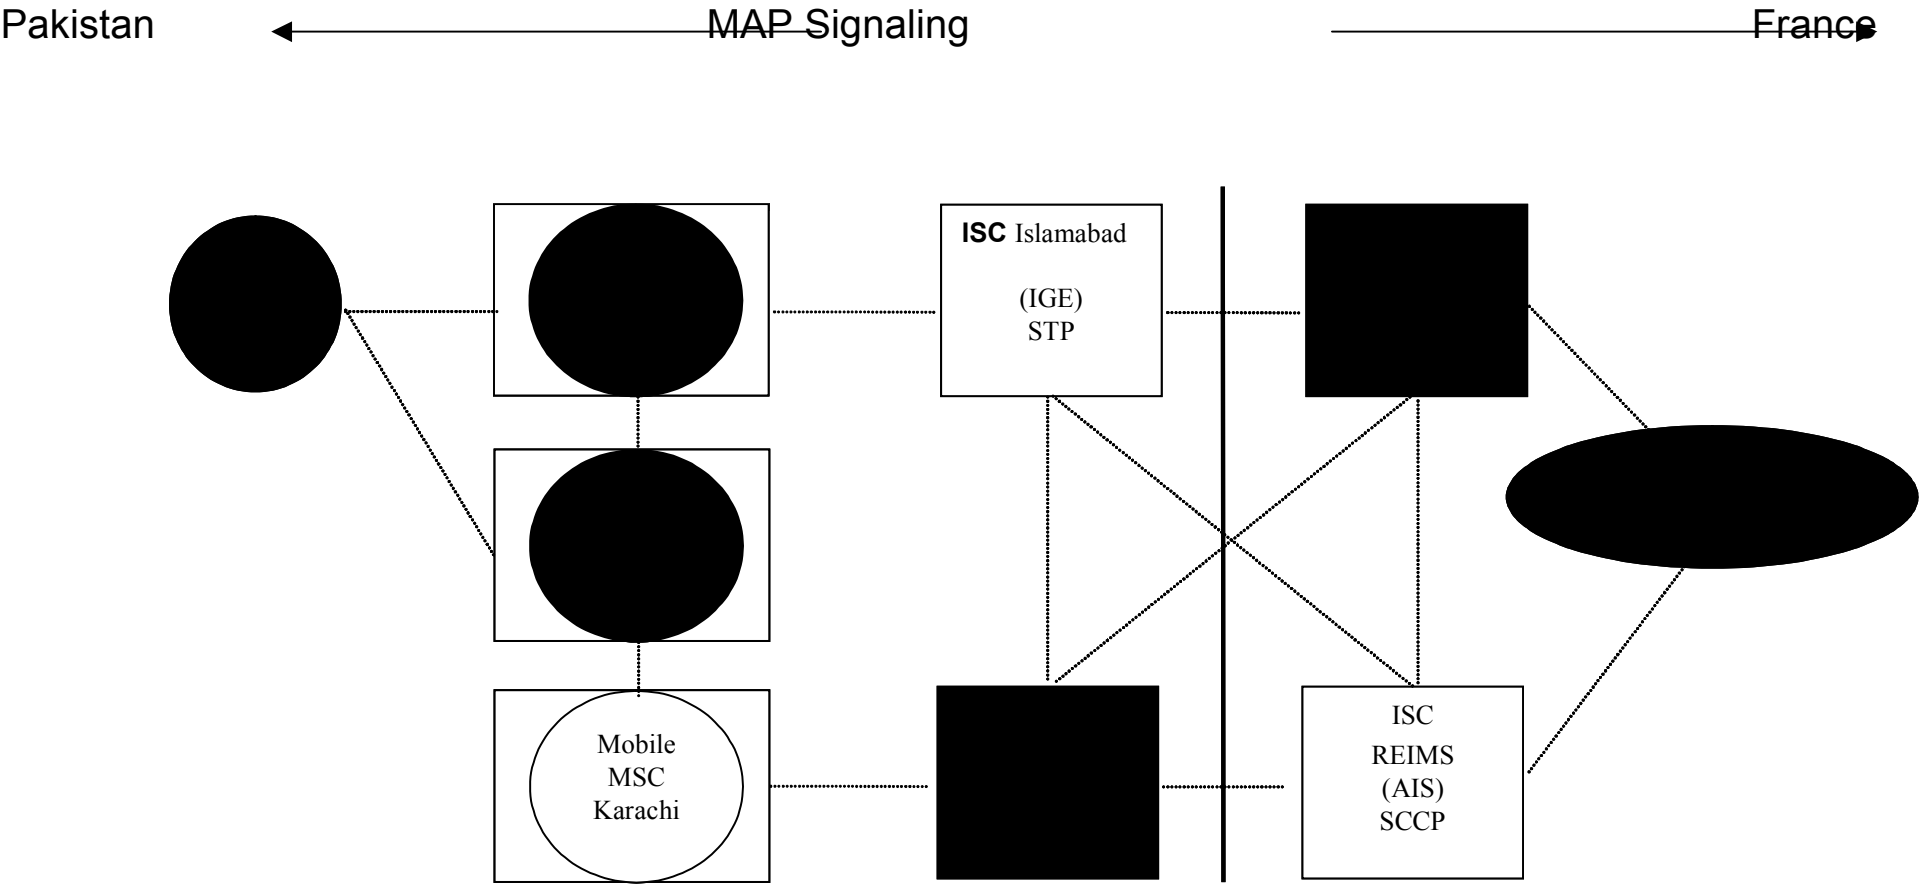 Pakistan MAP Signaling France
ISC Islamabad
(IGE)
STP
Mobile
MSC
Karachi
ISC
REIMS
(AIS)
SCCP